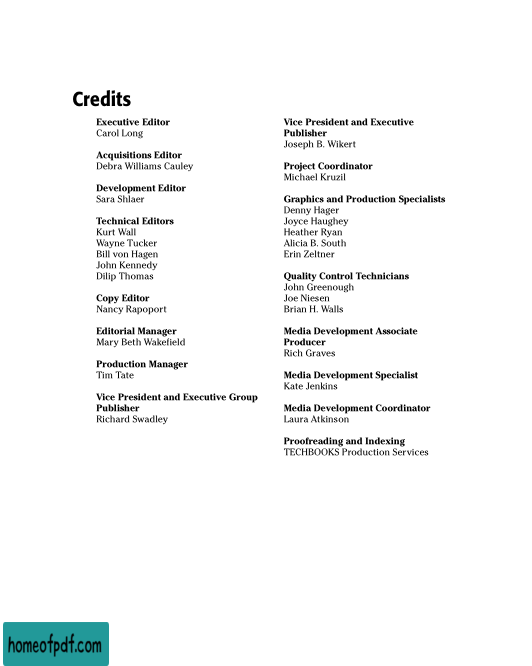 Credits
Executive Editor
Carol Long
Acquisitions Editor
Debra Williams Cauley
Development Editor
Sara Shlaer
Technical Editors
Kurt Wall
Wayne Tucker
Bill von Hagen
John Kennedy
Dilip Thomas
Copy Editor
Nancy Rapoport
Editorial Manager
Mary Beth Wakefield
Production Manager
Tim Tate
Vice President and Executive Group
Publisher
Richard Swadley
Vice President and Executive
Publisher
Joseph B. Wikert
Project Coordinator
Michael Kruzil
Graphics and Production Specialists
Denny Hager
Joyce Haughey
Heather Ryan
Alicia B. South
Erin Zeltner
Quality Control Technicians
John Greenough
Joe Niesen
Brian H. Walls
Media Development Associate
Producer
Rich Graves
Media Development Specialist
Kate Jenkins
Media Development Coordinator
Laura Atkinson
Proofreading and Indexing
TECHBOOKS Production Services
homeofpdf.com